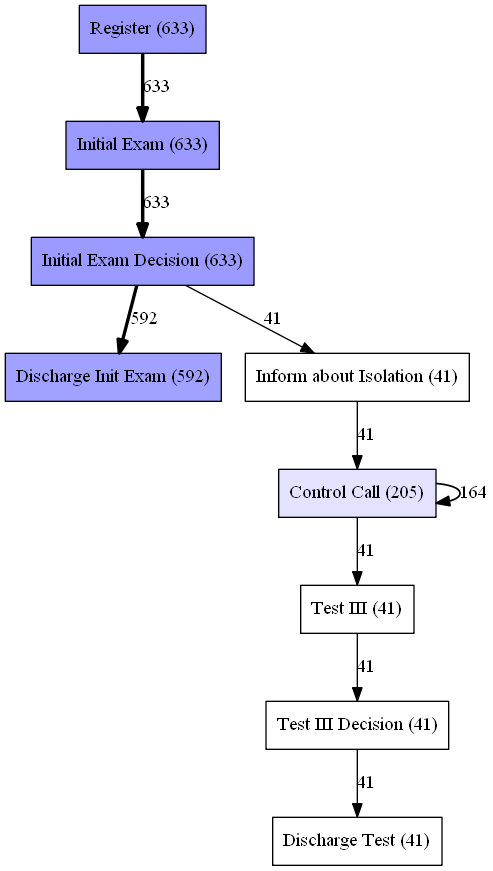 Register (633)
633
Initial Exam (633)
633
Initial Exam Decision (633)
592
41
Discharge Init Exam (592)
Inform about Isolation (41)
41
Control Call (205)
164
41
Test III (41)
41
Test III Decision (41)
41
Discharge Test (41)